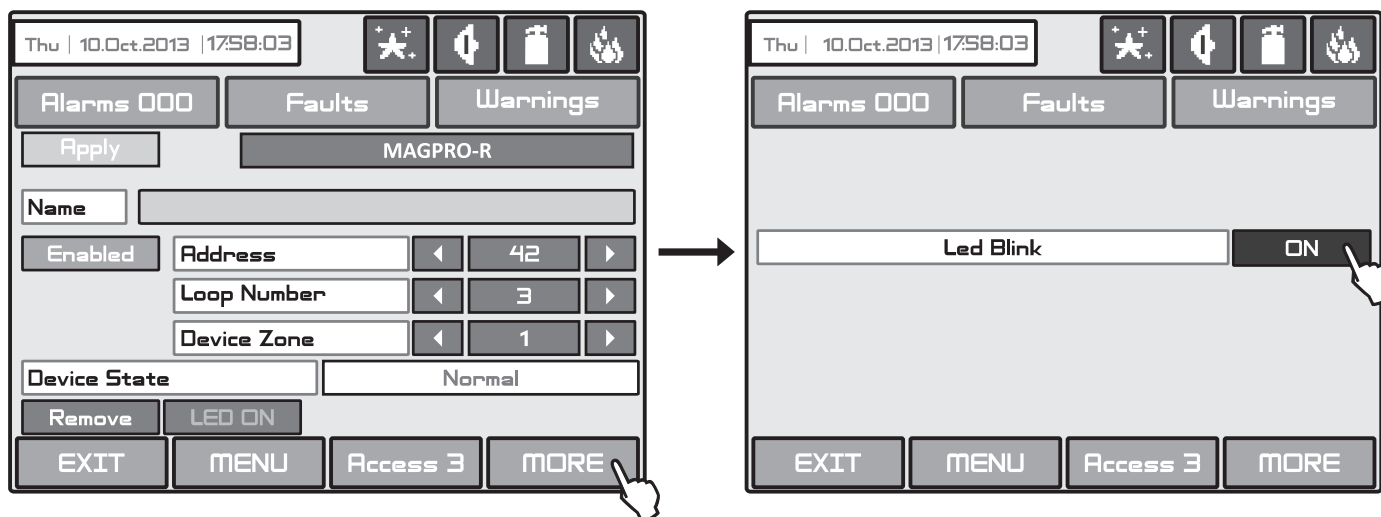 Thu | 10.Oct.2013 | 17:58:03
Alarms 000 Faults Warnings
Apply MAGPRO-R
Name
Enabled Address 42
Loop Number 3
Device Zone 1
Device State Normal
Remove LED ON
EXIT MENU Access 3 MORE
Thu | 10.Oct.2013 | 17:58:03
Alarms 000 Faults Warnings
Led Blink ON
EXIT MENU Access 3 MORE